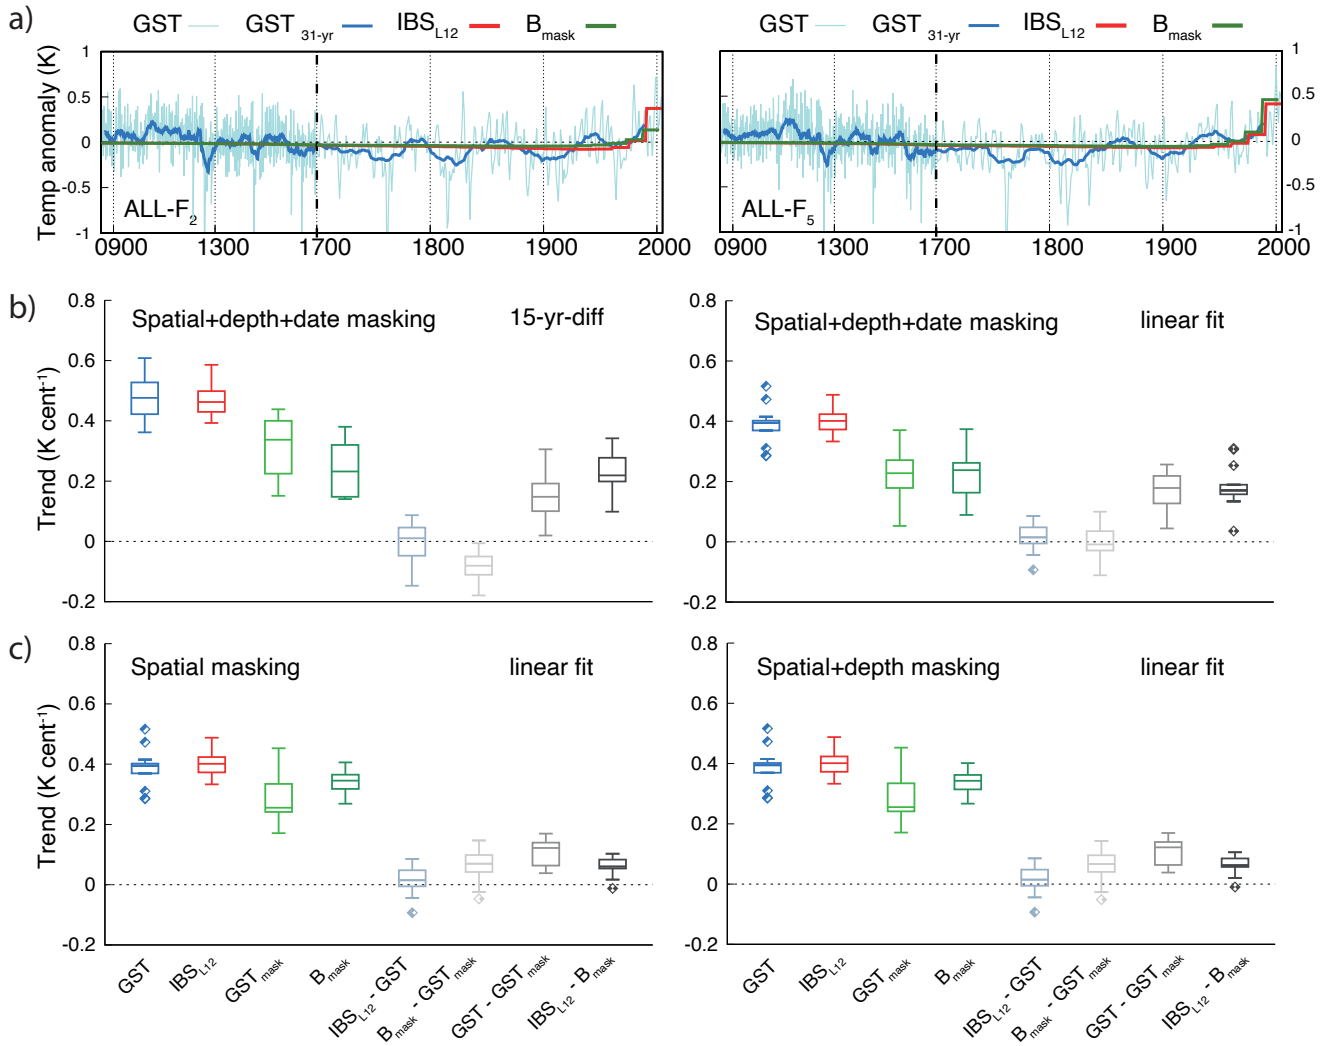 a)
GST GST 31-yr IBS L12 B mask
GST GST 31-yr IBS L12 B mask
Temp anomaly (K)
1
0.5
0
-0.5
-1
ALL-F2
0900 1300 1700 1800 1900 2000
ALL-F5
1
0.5
0
-0.5
-1
0900 1300 1700 1800 1900 2000
b)
Trend (K cent-1)
0.8
0.6
0.4
0.2
0
-0.2
Spatial+depth+date masking 15-yr-diff
0.8
0.6
0.4
0.2
0
-0.2
Spatial+depth+date masking linear fit
c)
Trend (K cent-1)
0.8
0.6
0.4
0.2
0
-0.2
Spatial masking linear fit
GST
IBS L12
GST mask
B mask
IBS L12 - GST
B mask - GST mask
GST - GST mask
IBS L12 - B mask
0.8
0.6
0.4
0.2
0
-0.2
Spatial+depth masking linear fit
GST
IBS L12
GST mask
B mask
IBS L12 - GST
B mask - GST mask
GST - GST mask
IBS L12 - B mask